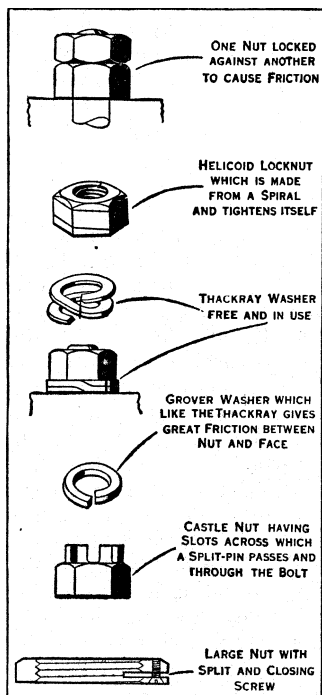 ONE NUT LOCKED
AGAINST ANOTHER
TO CAUSE FRICTION
HELICOID LOCKNUT
WHICH IS MADE
FROM A SPIRAL
AND TIGHTENS ITSELF
THACKRAY WASHER
FREE AND IN USE
GROVER WASHER WHICH
LIKE THE THACKRAY GIVES
GREAT FRICTION BETWEEN
NUT AND FACE
CASTLE NUT HAVING
SLOTS ACROSS WHICH
A SPLIT-PIN PASSES AND
THROUGH THE BOLT
LARGE NUT WITH
SPLIT AND CLOSING
SCREW